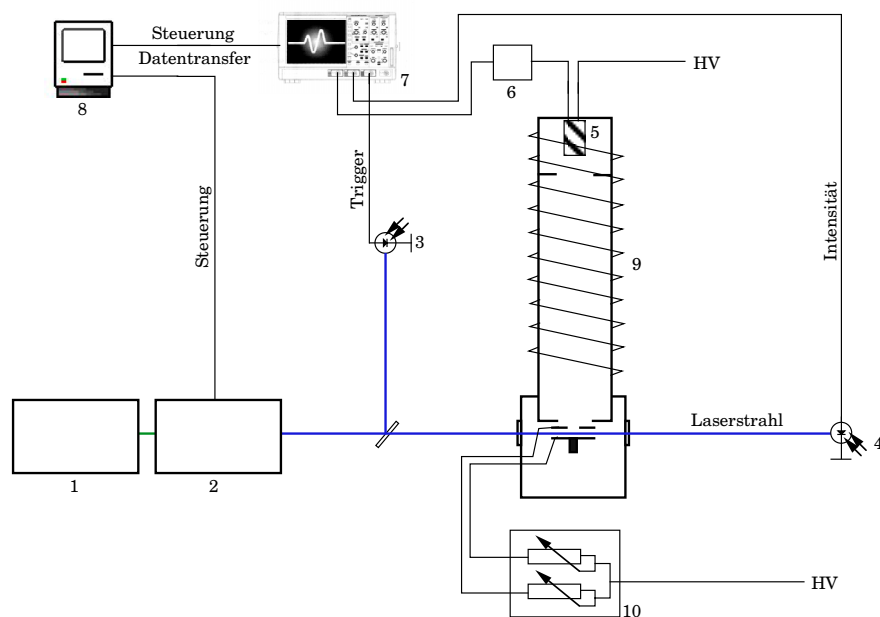 Steuerung
Datentransfer
8
7
6
HV
5
Trigger
3
Steuerung
9
Intensität
Laserstrahl
4
1
2
HV
10